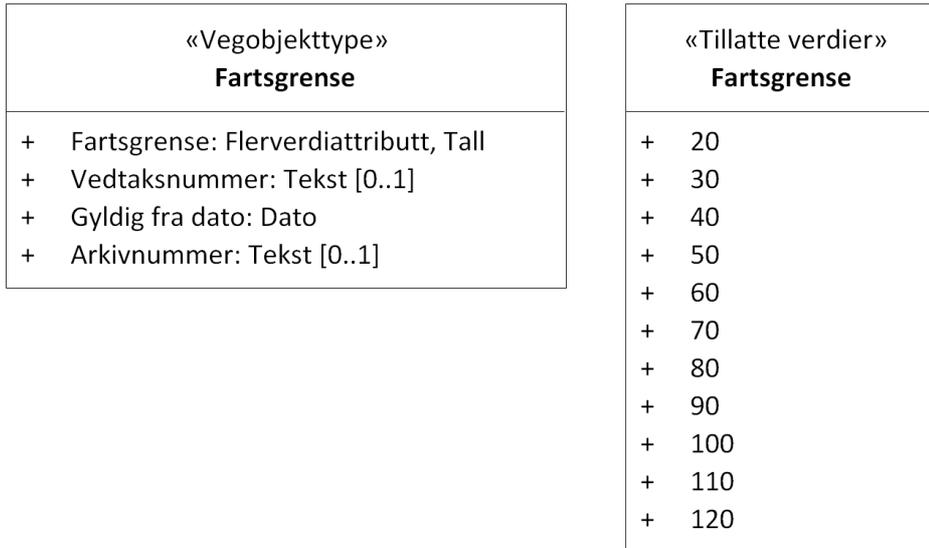 «Vegobjekttype»
Fartsgrense
+ Fartsgrense: Flerverdiattributt, Tall
+ Vedtaksnummer: Tekst [0..1]
+ Gyldig fra dato: Dato
+ Arkivnummer: Tekst [0..1]
«Tillatte verdier»
Fartsgrense
+ 20
+ 30
+ 40
+ 50
+ 60
+ 70
+ 80
+ 90
+ 100
+ 110
+ 120